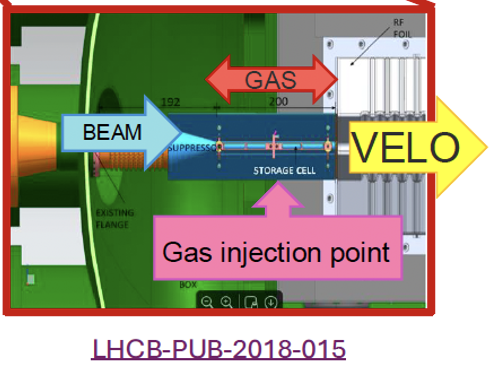 RF
FOIL
GAS
192
200
BEAM
SUPPRESSOR
VELO
STORAGE CELL
EXISTING
FLANGE
Gas injection point
BOX
LHCB-PUB-2018-015